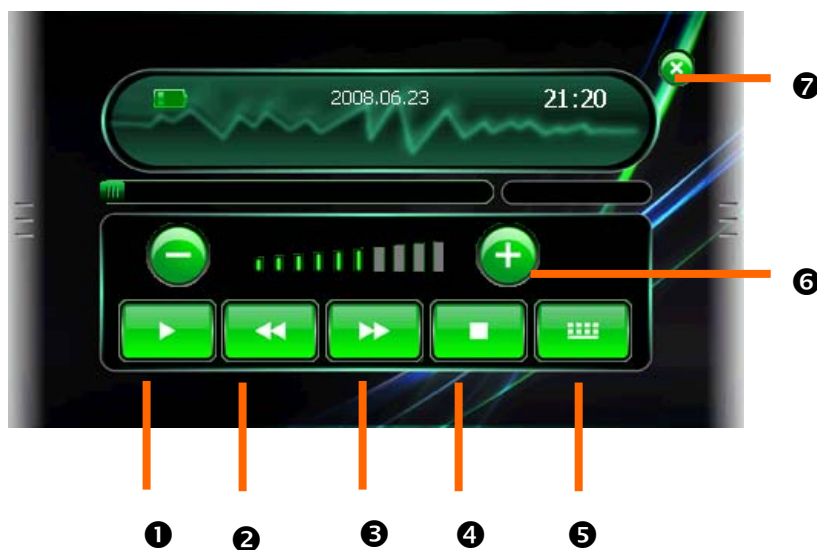 2008.06.23 21:20
❼
❻
❶ ❷ ❸ ❹ ❺